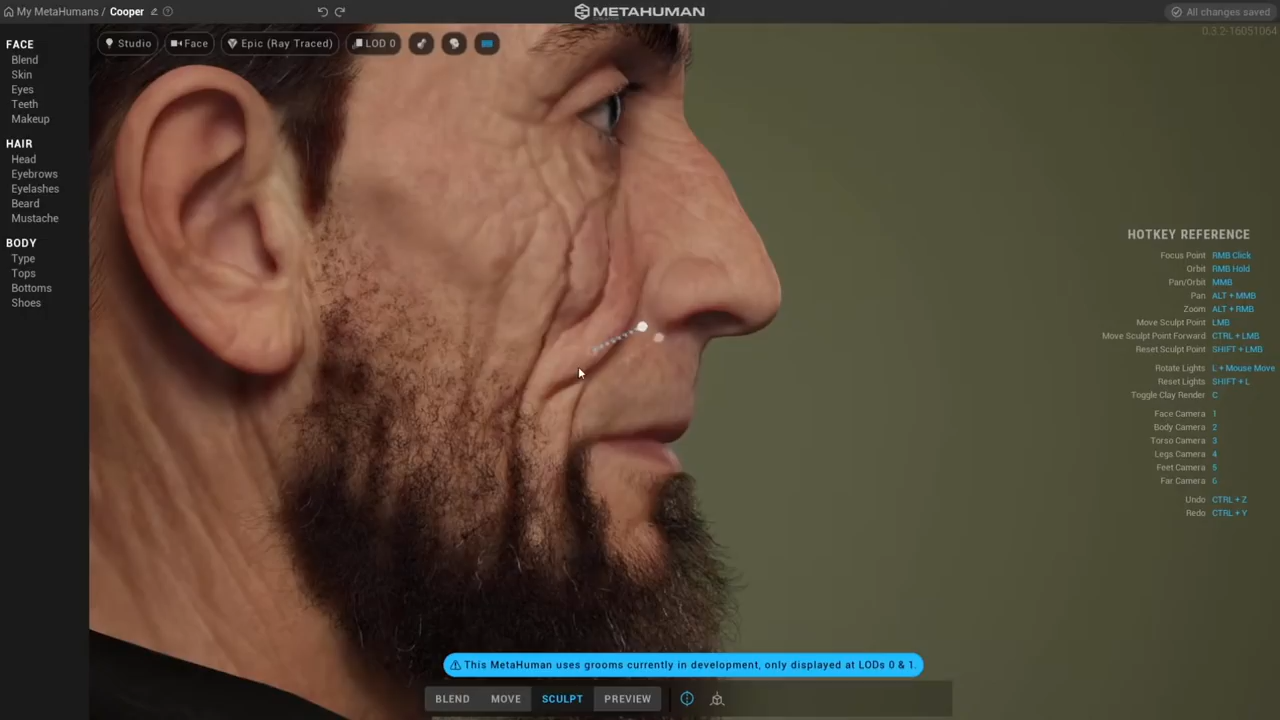 My MetaHumans / Cooper
METAHUMAN
All changes saved
0.3.2-16051064
Studio
Face
Epic (Ray Traced)
LOD 0
FACE
Blend
Skin
Eyes
Teeth
Makeup
HAIR
Head
Eyebrows
Eyelashes
Beard
Mustache
BODY
Type
Tops
Bottoms
Shoes
HOTKEY REFERENCE
Focus Point RMB Click
Orbit RMB Hold
Pan/Orbit MMB
Pan ALT + MMB
Zoom ALT + RMB
Move Sculpt Point LMB
Move Sculpt Point Forward CTRL + LMB
Reset Sculpt Point SHIFT + LMB
Rotate Lights L + Mouse Move
Reset Lights SHIFT + L
Toggle Clay Render C
Face Camera 1
Body Camera 2
Torso Camera 3
Legs Camera 4
Feet Camera 5
Far Camera 6
Undo CTRL + Z
Redo CTRL + Y
This MetaHuman uses grooms currently in development, only displayed at LODs 0 & 1.
BLEND
MOVE
SCULPT
PREVIEW